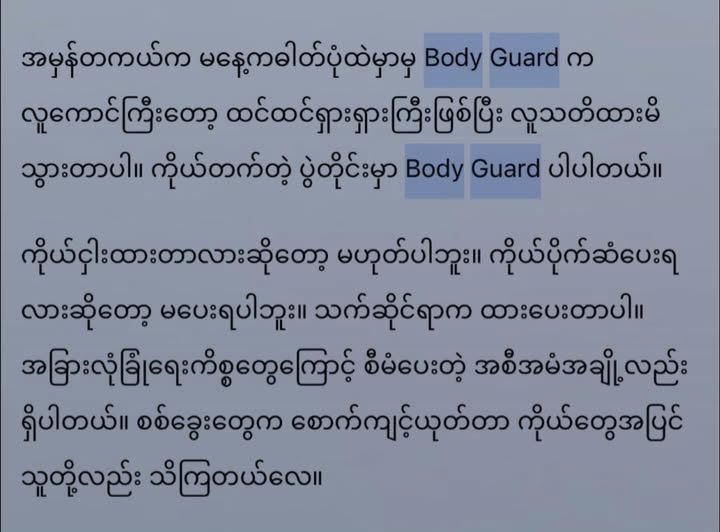 အမှန်တကယ်က မနေ့ကဓါတ်ပုံထဲမှာမှ Body Guard က
လူကောင်ကြီးတော့ ထင်ထင်ရှားရှားကြီးဖြစ်ပြီး လူသတိထားမိ
သွားတာပါ။ ကိုယ်တက်တဲ့ ပွဲတိုင်းမှာ Body Guard ပါပါတယ်။
ကိုယ်ငှါးထားတာလားဆိုတော့ မဟုတ်ပါဘူး။ ကိုယ်ပိုက်ဆံပေးရ
လားဆိုတော့ မပေးရပါဘူး။ သက်ဆိုင်ရာက ထားပေးတာပါ။
အခြားလုံခြုံရေးကိစ္စတွေကြောင့် စီမံပေးတဲ့ အစီအမံအချို့လည်း
ရှိပါတယ်။ စစ်ခွေးတွေက စောက်ကျင့်ယုတ်တာ ကိုယ်တွေအပြင်
သူတို့လည်း သိကြတယ်လေ။